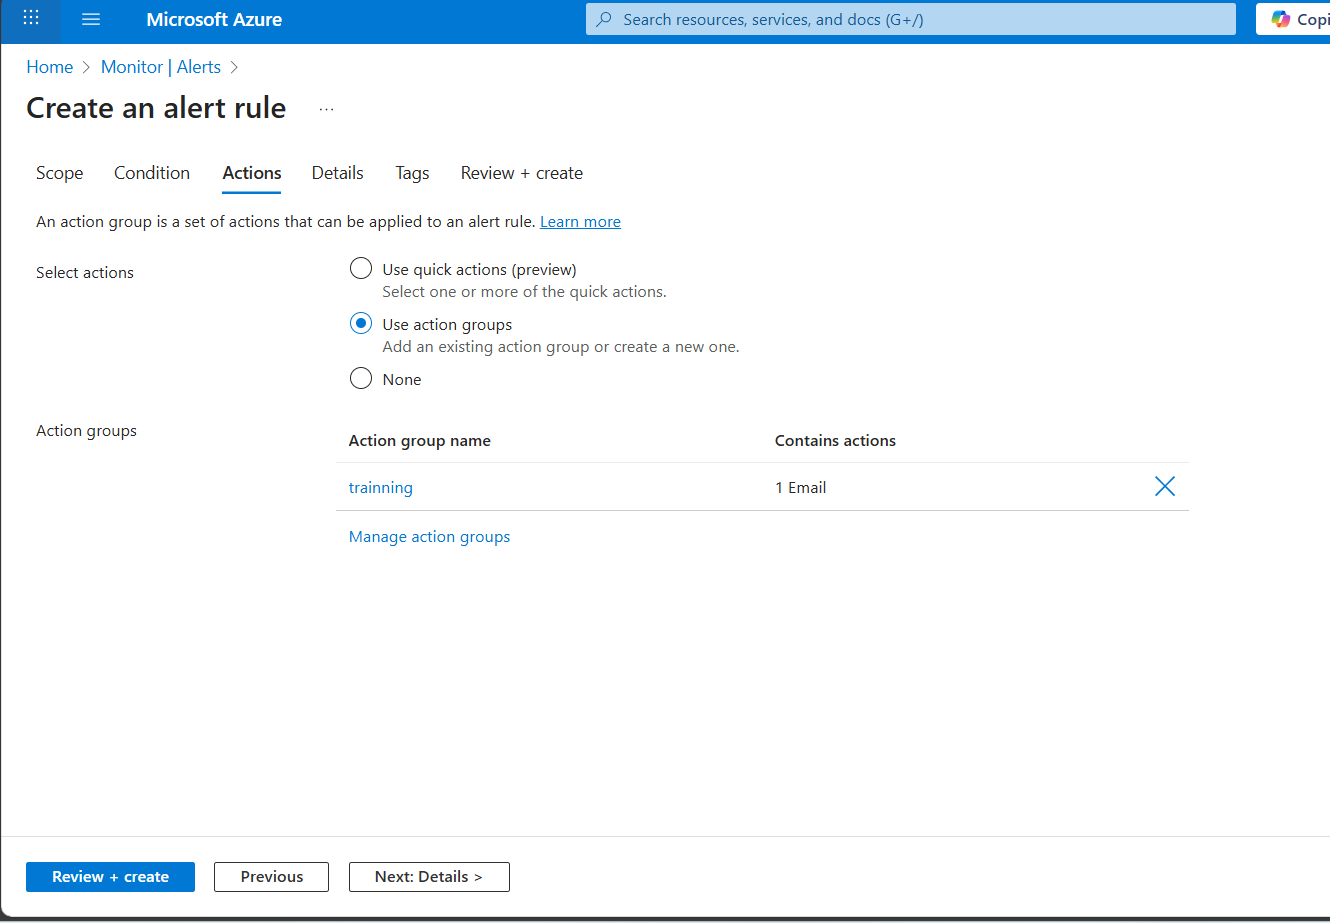 Microsoft Azure
Search resources, services, and docs (G+/)
Home > Monitor | Alerts >
Create an alert rule ...
Scope Condition Actions Details Tags Review + create
An action group is a set of actions that can be applied to an alert rule. Learn more
Select actions
Use quick actions (preview)
Select one or more of the quick actions.
Use action groups
Add an existing action group or create a new one.
None
Action groups
Action group name Contains actions
trainning 1 Email
Manage action groups
Review + create Previous Next: Details >